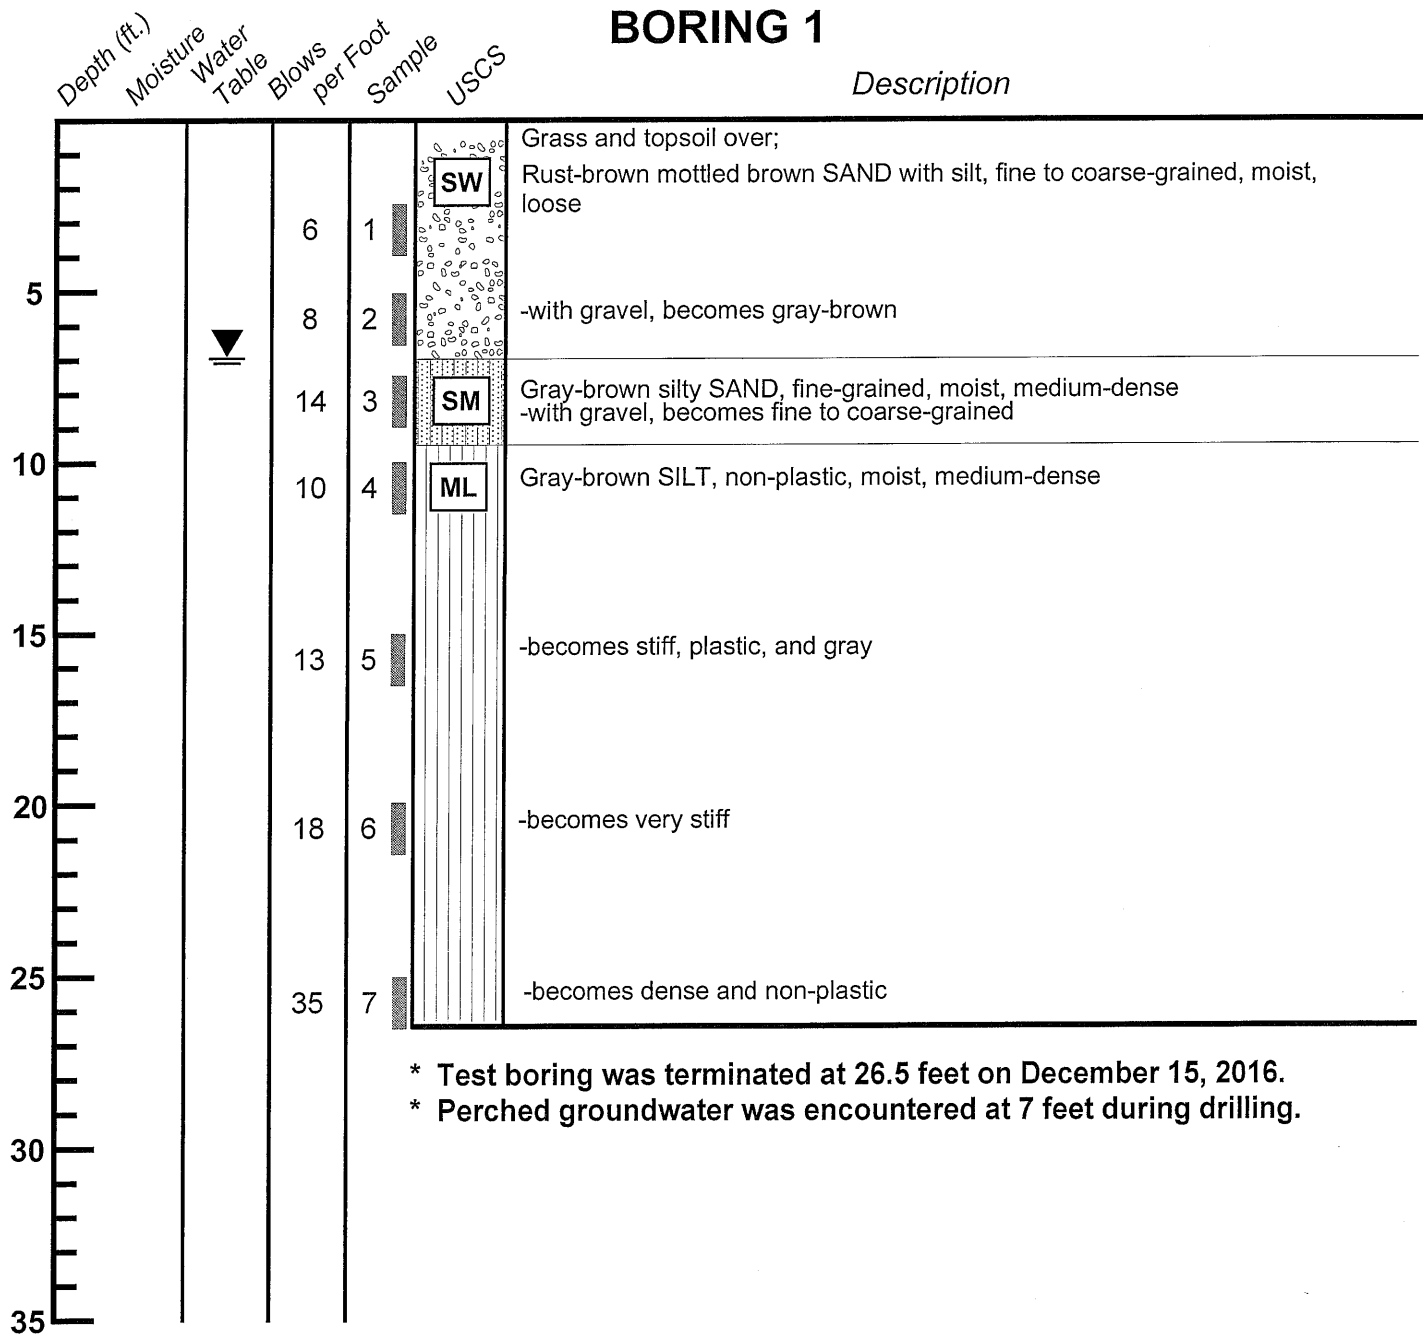 BORING 1
Depth (ft.)
Moisture
Water
Table
Blows
per Foot
Sample
USCS
Description
Grass and topsoil over;
SW
Rust-brown mottled brown SAND with silt, fine to coarse-grained, moist,
loose
6 1
5
8 2 -with gravel, becomes gray-brown
Gray-brown silty SAND, fine-grained, moist, medium-dense
14 3 SM
-with gravel, becomes fine to coarse-grained
10
10 4 ML Gray-brown SILT, non-plastic, moist, medium-dense
15
13 5 -becomes stiff, plastic, and gray
20
18 6 -becomes very stiff
25
35 7 -becomes dense and non-plastic
* Test boring was terminated at 26.5 feet on December 15, 2016.
* Perched groundwater was encountered at 7 feet during drilling.
30
35